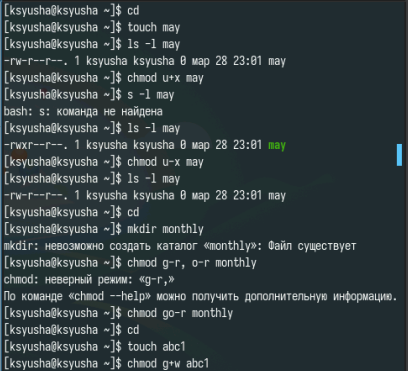 [ksyusha@ksyusha ~]$ cd
[ksyusha@ksyusha ~]$ touch may
[ksyusha@ksyusha ~]$ ls -l may
-rw-r--r--. 1 ksyusha ksyusha 0 мар 28 23:01 may
[ksyusha@ksyusha ~]$ chmod u+x may
[ksyusha@ksyusha ~]$ s -l may
bash: s: команда не найдена
[ksyusha@ksyusha ~]$ ls -l may
-rwxr--r--. 1 ksyusha ksyusha 0 мар 28 23:01 may
[ksyusha@ksyusha ~]$ chmod u-x may
[ksyusha@ksyusha ~]$ ls -l may
-rw-r--r--. 1 ksyusha ksyusha 0 мар 28 23:01 may
[ksyusha@ksyusha ~]$ cd
[ksyusha@ksyusha ~]$ mkdir monthly
mkdir: невозможно создать каталог «monthly»: Файл существует
[ksyusha@ksyusha ~]$ chmod g-r, o-r monthly
chmod: неверный режим: «g-r,»
По команде «chmod --help» можно получить дополнительную информацию.
[ksyusha@ksyusha ~]$ chmod go-r monthly
[ksyusha@ksyusha ~]$ cd
[ksyusha@ksyusha ~]$ touch abc1
[ksyusha@ksyusha ~]$ chmod g+w abc1